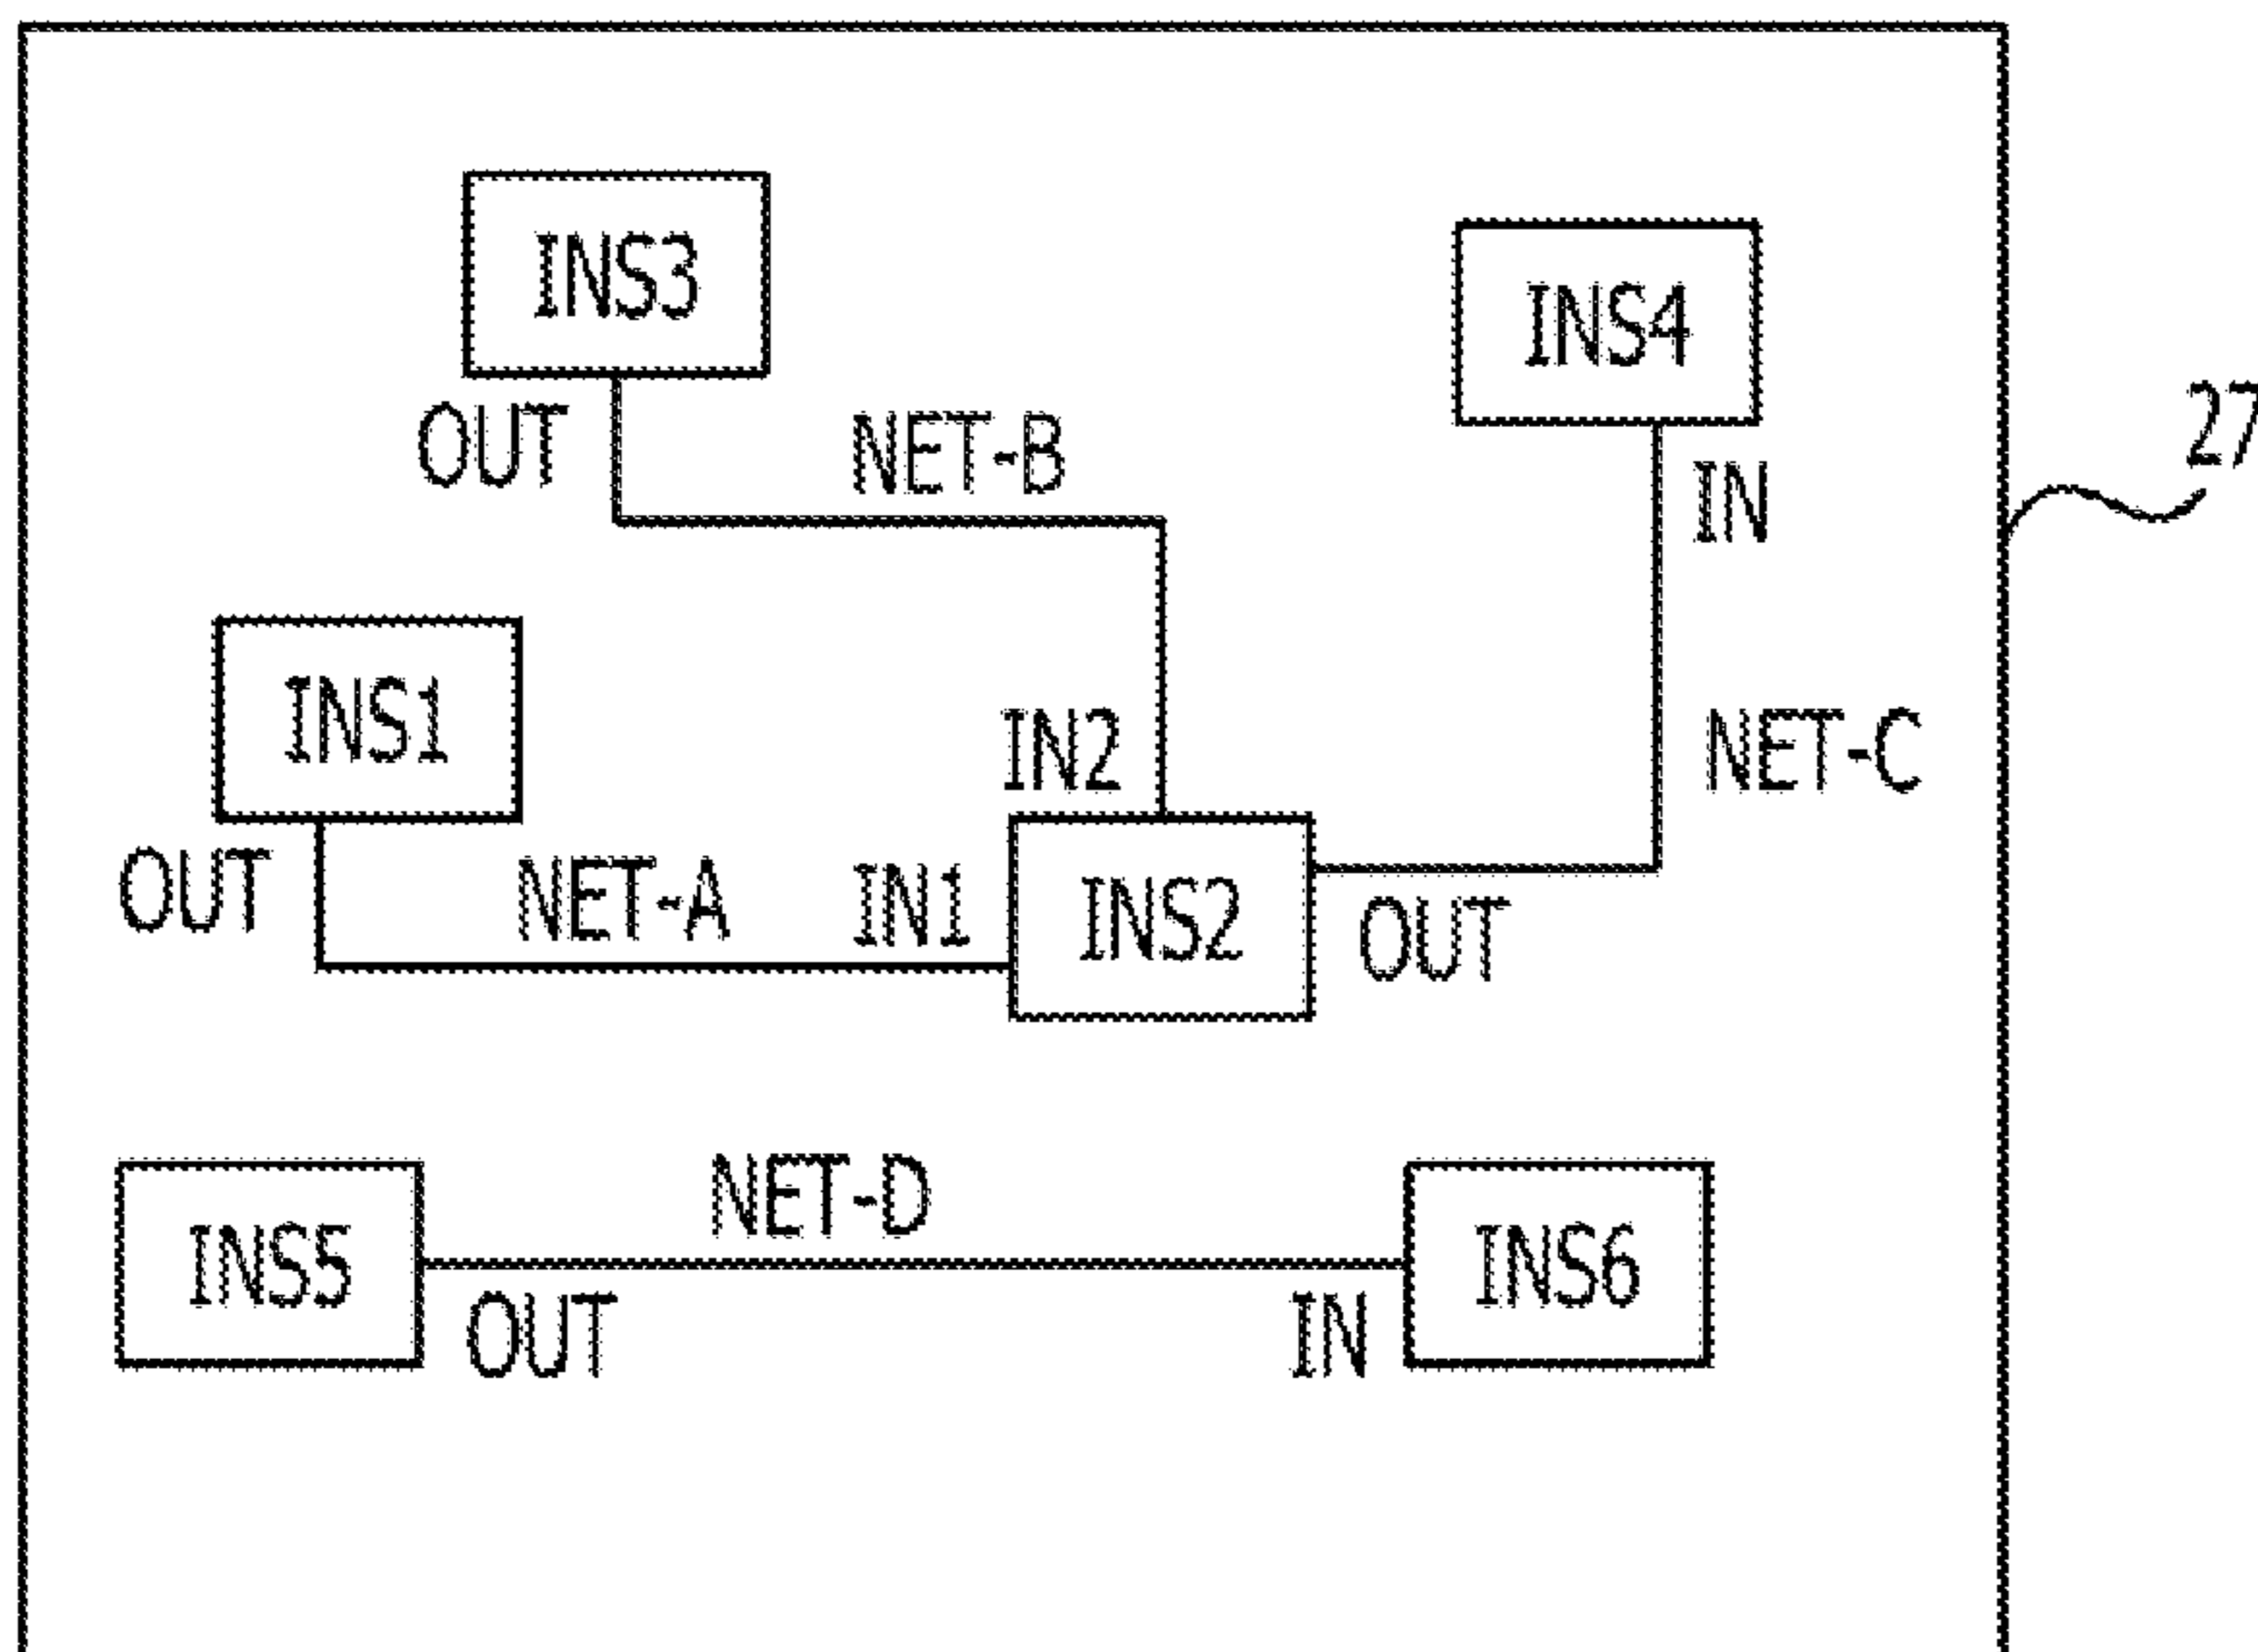 INS3
INS4
27
OUT
NET-B
IN
INS1
IN2
NET-C
OUT
NET-A
IN1
INS2
OUT
NET-D
INS5
INS6
OUT
IN